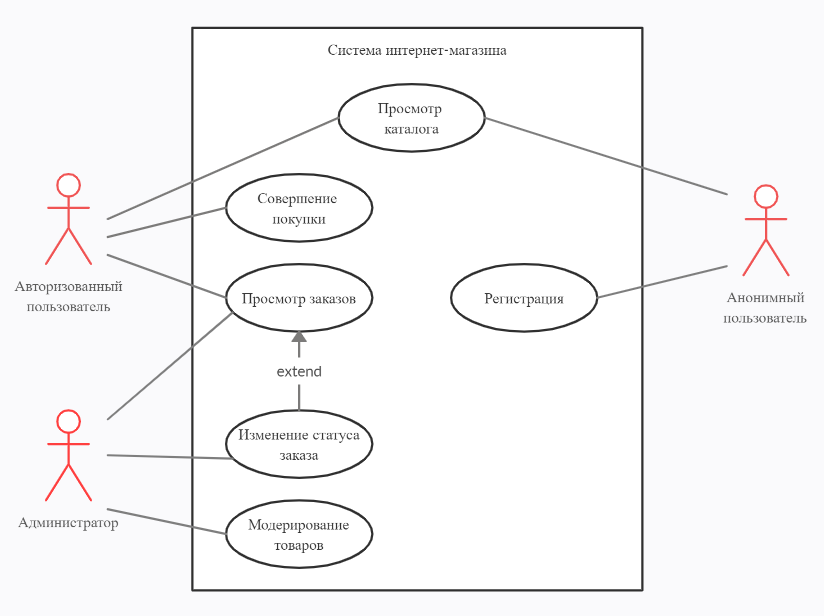 Система интернет-магазина
Просмотр
каталога
Совершение
покупки
Авторизованный
пользователь
Просмотр заказов
Регистрация
Анонимный
пользователь
extend
Изменение статуса
заказа
Администратор
Модерирование
товаров